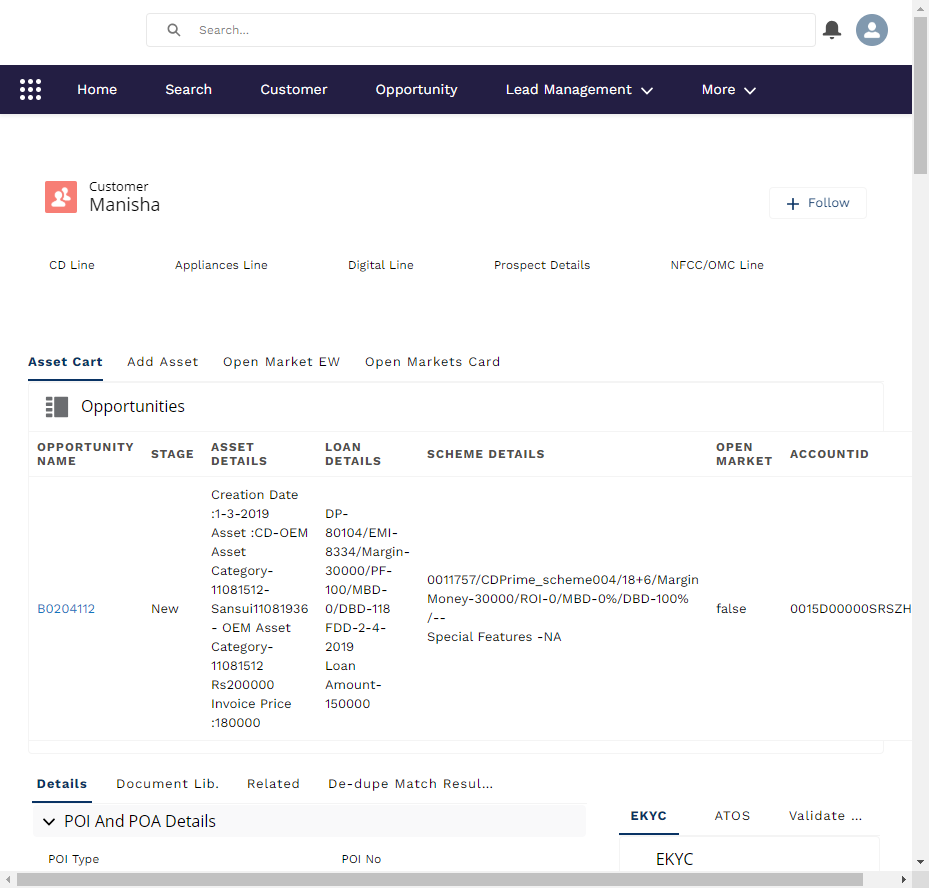 Search...
Home Search Customer Opportunity Lead Management More
Customer
Manisha
Follow
CD Line Appliances Line Digital Line Prospect Details NFCC/OMC Line
Asset Cart Add Asset Open Market EW Open Markets Card
Opportunities
OPPORTUNITY NAME
STAGE
ASSET DETAILS
LOAN DETAILS
SCHEME DETAILS
OPEN MARKET
ACCOUNTID
B0204112
New
Creation Date
:1-3-2019
Asset :CD-OEM
Asset
Category-
11081512-
Sansui11081936
- OEM Asset
Category-
11081512
Rs200000
Invoice Price
:180000
DP-
80104/EMI-
8334/Margin-
30000/PF-
100/MBD-
0/DBD-118
FDD-2-4-
2019
Loan
Amount-
150000
0011757/CDPrime_scheme004/18+6/Margin
Money-30000/ROI-0/MBD-0%/DBD-100%
/--
Special Features -NA
false
0015D00000SRSZH
Details Document Lib. Related De-dupe Match Resul...
POI And POA Details
POI Type POI No
EKYC ATOS Validate ...
EKYC